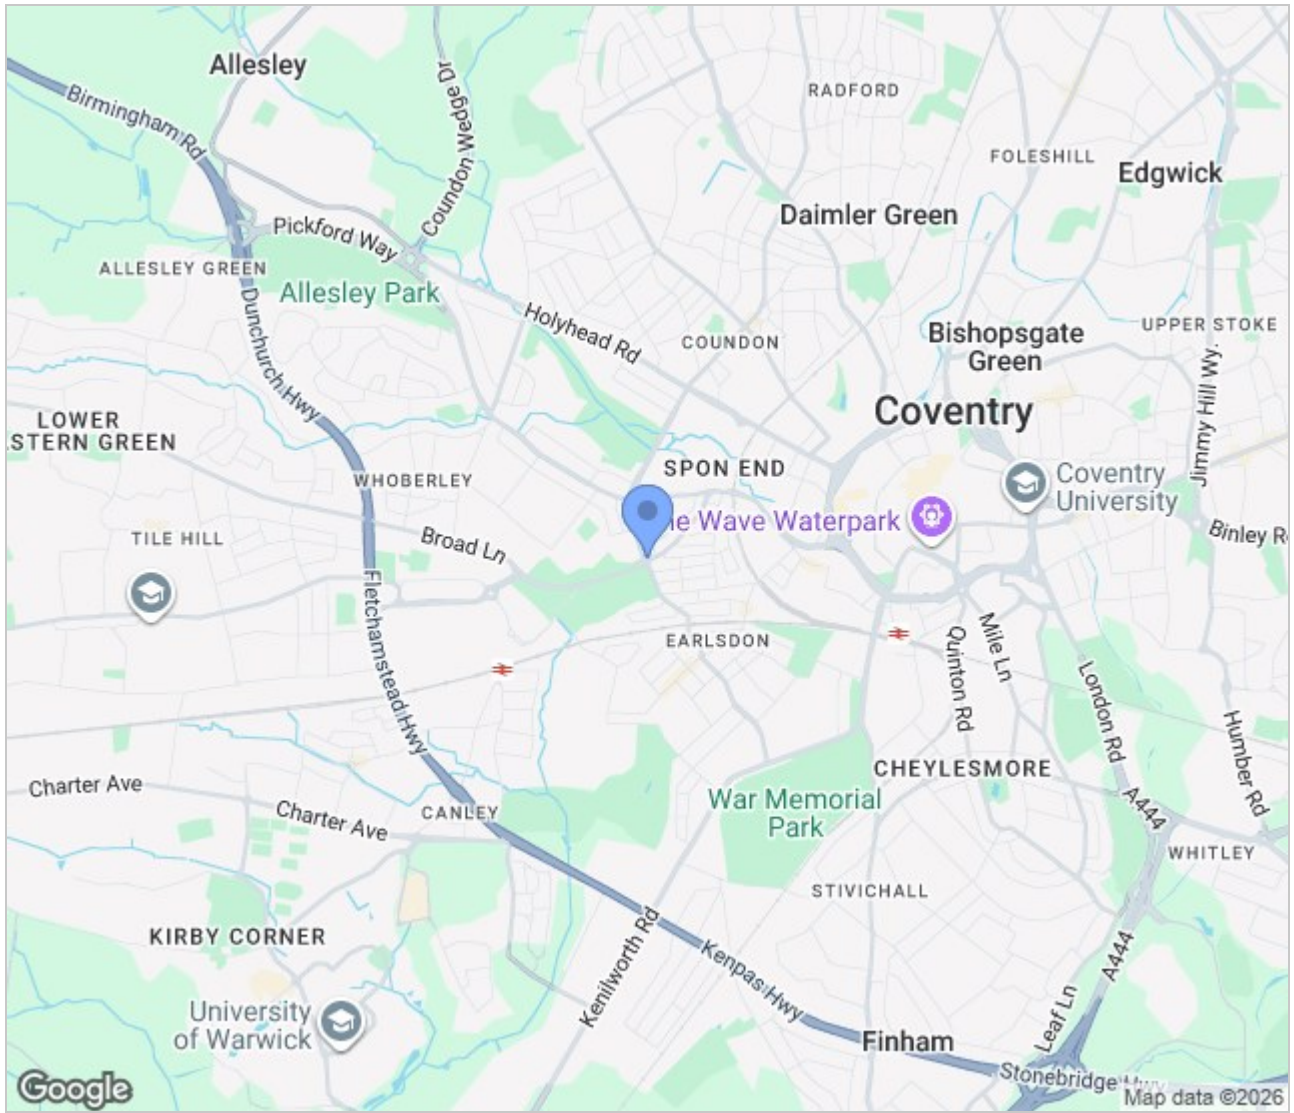 Allesley
Birmingham Rd
Coundon Wedge Dr
RADFORD
FOLESHILL
Edgwick
Daimler Green
Pickford Way
ALLESLEY GREEN
Allesley Park
Dunchurch Hwy
Holyhead Rd
COUNDON
Bishopsgate
Green
UPPER STOKE
Jimmy Hill Wy.
LOWER
STERN GREEN
Coventry
WHOBERLEY
SPON END
Coventry
University
e Wave Waterpark
TILE HILL
Broad Ln
Binley R
Fletchamstead Hwy
EARLSDON
Quinton Rd
Mile Ln
London Rd
Humber Rd
CHEYLESMORE
Charter Ave
Charter Ave
CANLEY
War Memorial
Park
A444
WHITLEY
STIVICHALL
KIRBY CORNER
Kenilworth Rd
Kenpas Hwy
A444
University
of Warwick
Finham
Leaf Ln
Stonebridge Hwy
Google
Map data ©2026